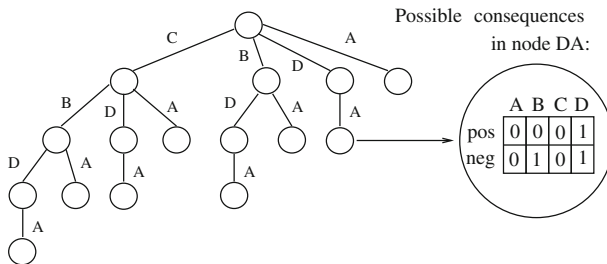 Possible consequences
in node DA:
C
B
D
A
B
D
A
D
A
D
A
A
A
A
A
A B C D
pos 0 0 0 1
neg 0 1 0 1